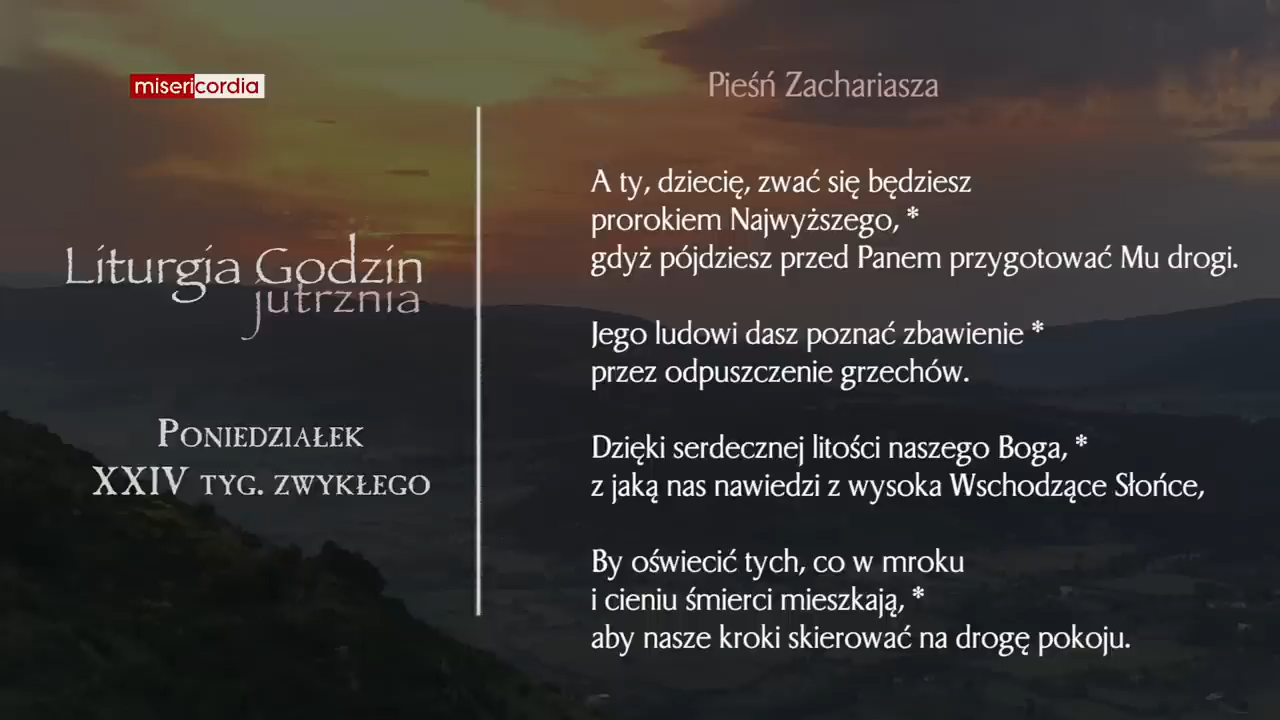 misericordia
Liturgia Godzin
jutrznia
Poniedziałek
XXIV tyg. zwykłego
Pieśń Zachariasza
A ty, dziecię, zwać się będziesz
prorokiem Najwyższego, *
gdyż pójdziesz przed Panem przygotować Mu drogi.
Jego ludowi dasz poznać zbawienie *
przez odpuszczenie grzechów.
Dzięki serdecznej litości naszego Boga, *
z jaką nas nawiedzi z wysoka Wschodzące Słońce,
By oświecić tych, co w mroku
i cieniu śmierci mieszkają, *
aby nasze kroki skierować na drogę pokoju.